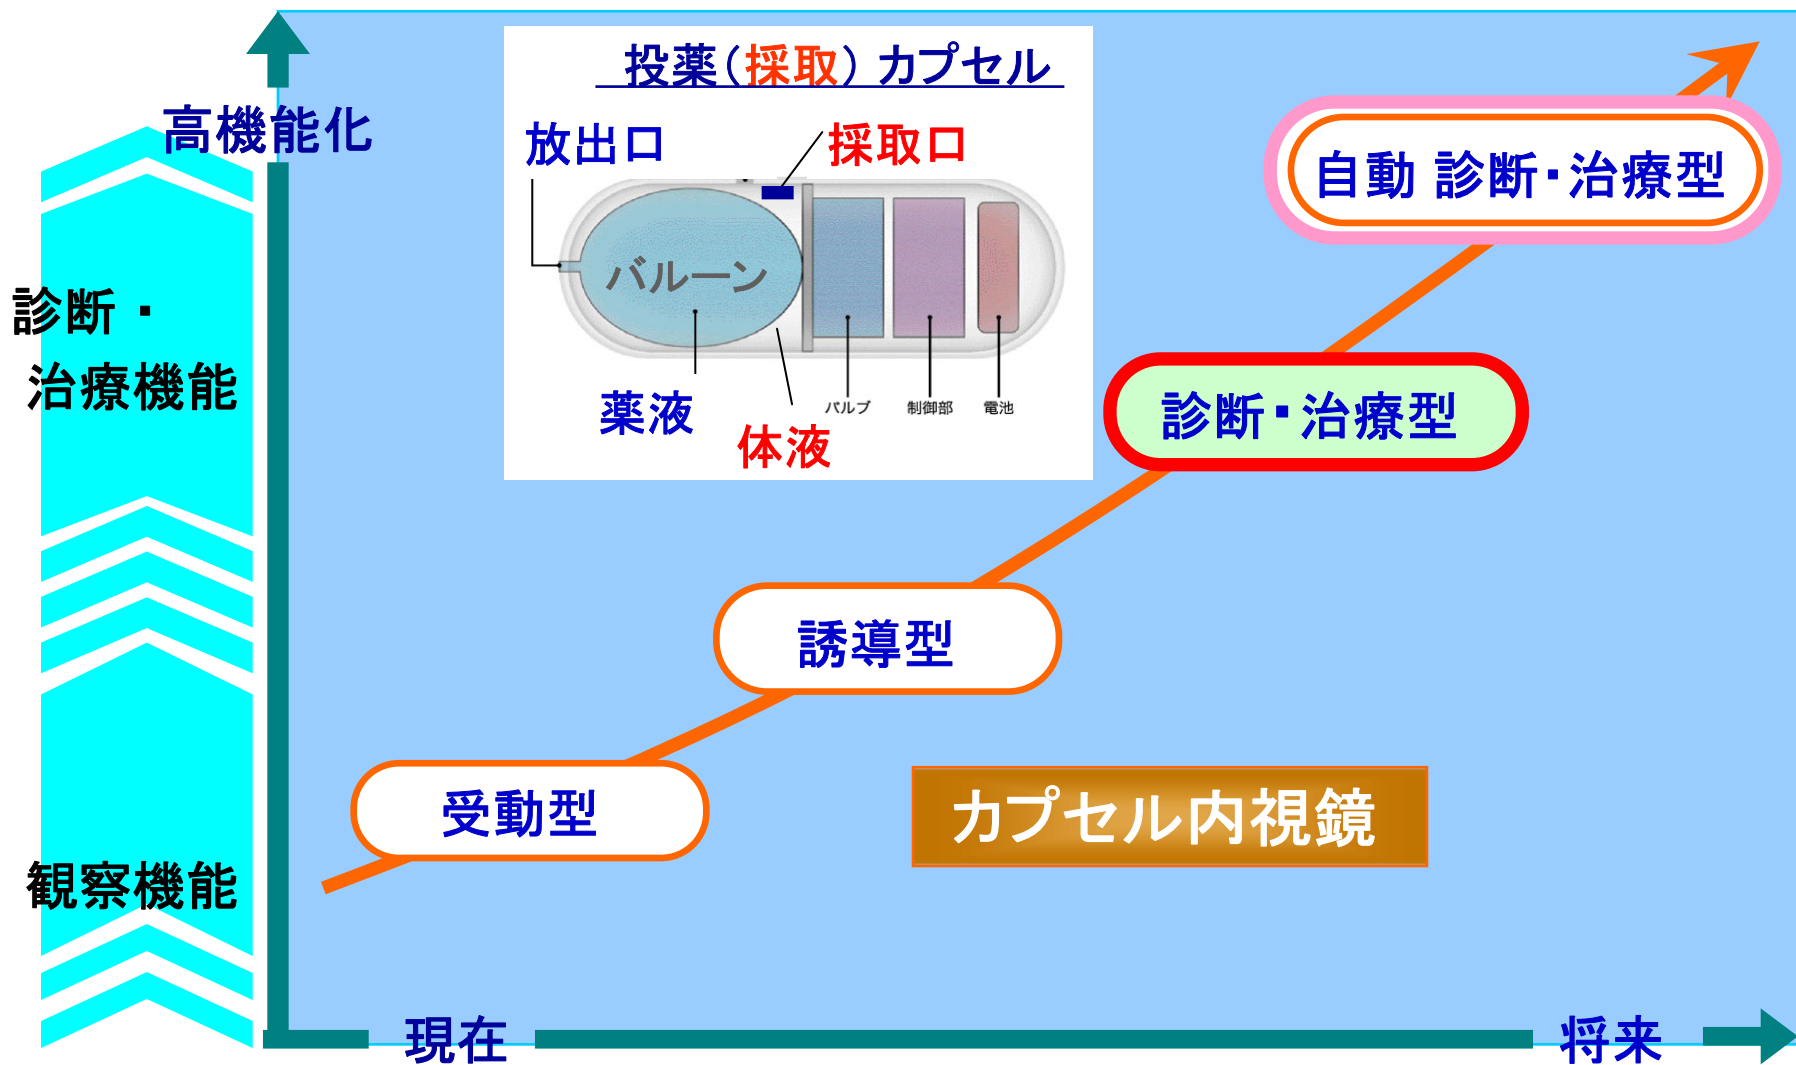 投薬（採取）カプセル
高機能化
放出口
採取口
自動 診断・治療型
バルーン
診断・
治療機能
薬液
体液
バルブ
制御部
電池
診断・治療型
誘導型
受動型
カプセル内視鏡
観察機能
現在
将来